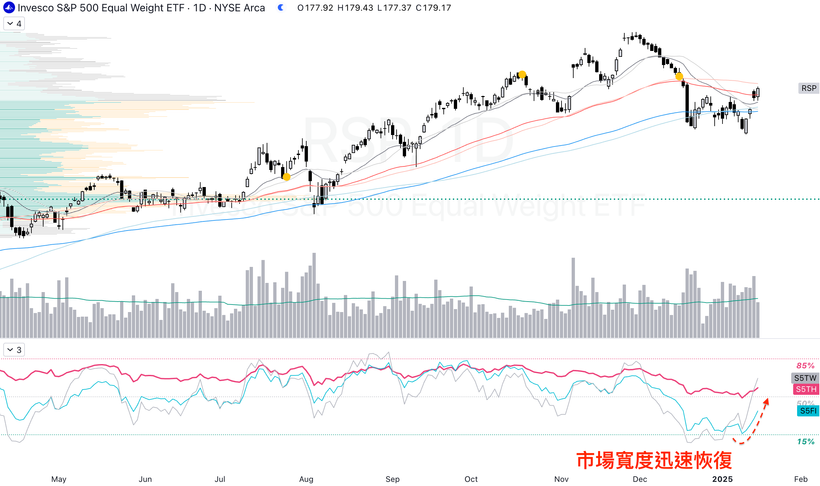 Invesco S&P 500 Equal Weight ETF · 1D · NYSE Arca O177.92 H179.43 L177.37 C179.17
4
RSP
RSP, 1D
Invesco S&P 500 Equal Weight ETF
3
85%
S5TW
S5TH
50%
S5FI
15%
市場寬度迅速恢復
May Jun Jul Aug Sep Oct Nov Dec 2025 Feb